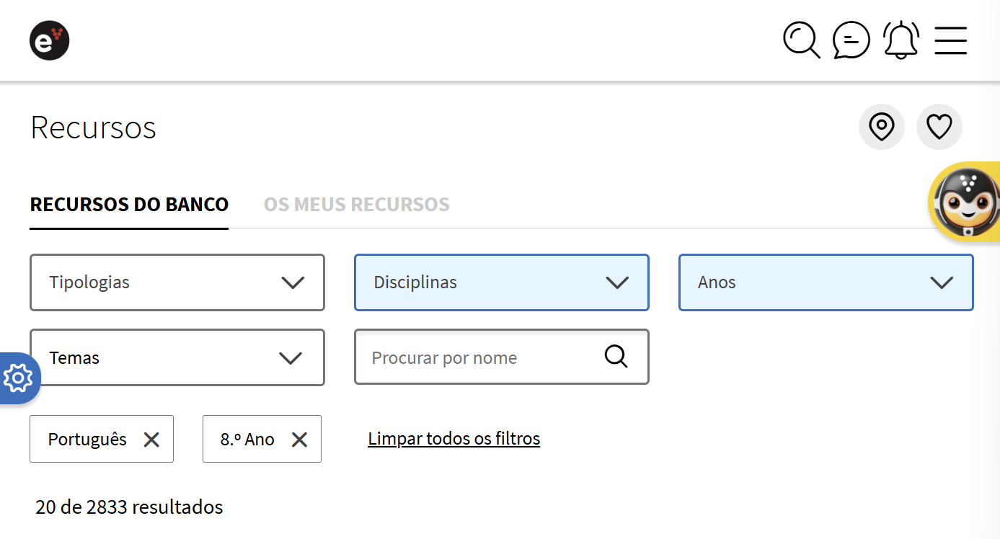 e
Recursos
RECURSOS DO BANCO OS MEUS RECURSOS
Tipologias Disciplinas Anos
Temas Procurar por nome
Português 8.º Ano Limpar todos os filtros
20 de 2833 resultados